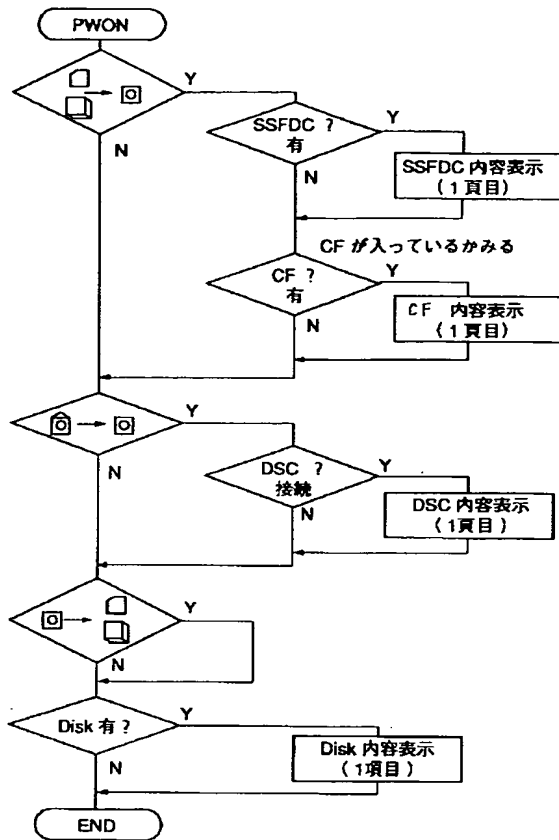 PWON
Y
N
SSFDC ?
有
Y
N
SSFDC 内容表示
(1頁目)
CF が入っているかみる
CF ?
有
Y
N
CF 内容表示
(1頁目)
Y
N
DSC ?
接続
Y
N
DSC 内容表示
(1頁目)
Y
N
Disk 有 ?
Y
N
Disk 内容表示
(1項目)
END